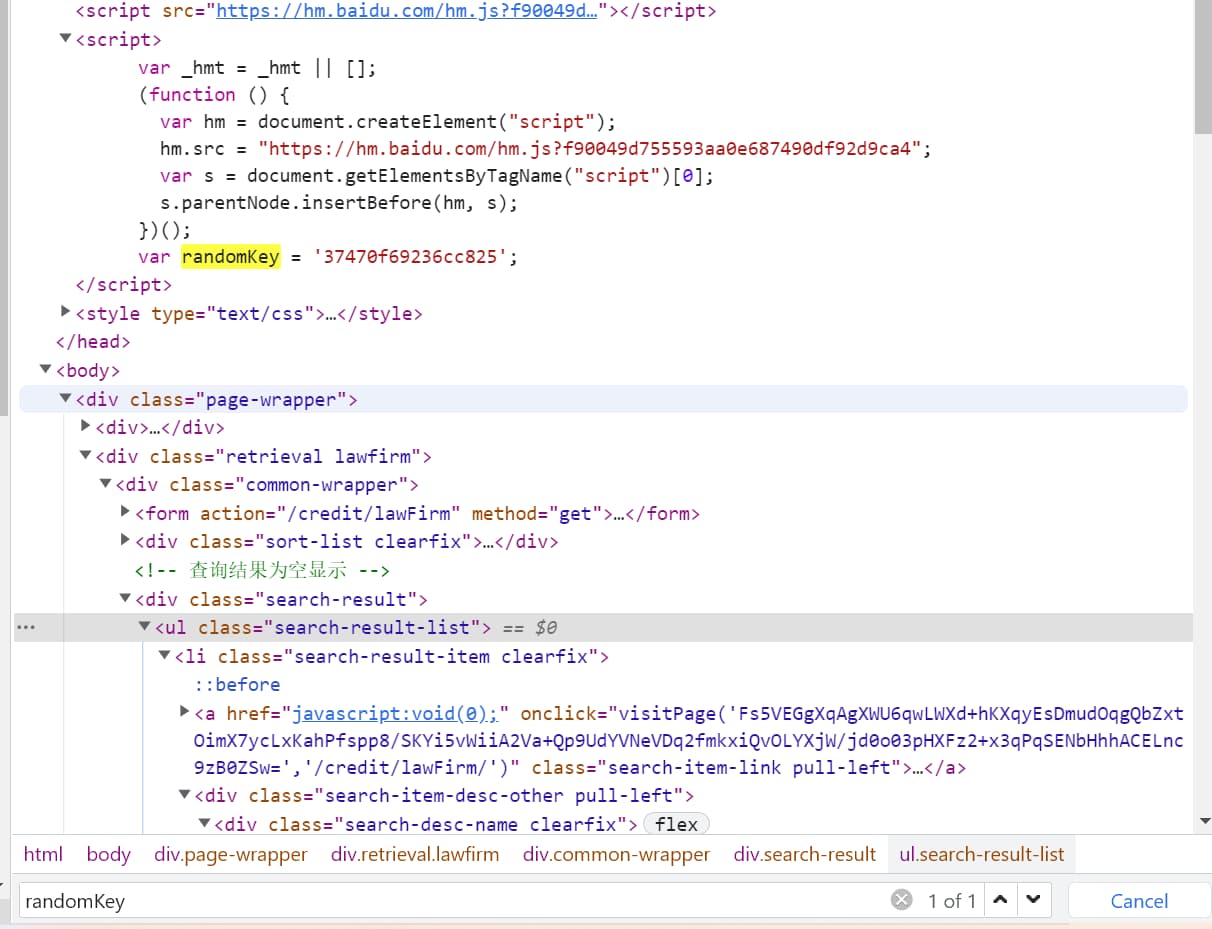 <script src="https://hm.baidu.com/hm.js?f90049d…"></script>
▼<script>
var _hmt = _hmt || [];
(function () {
var hm = document.createElement("script");
hm.src = "https://hm.baidu.com/hm.js?f90049d755593aa0e687490df92d9ca4";
var s = document.getElementsByTagName("script")[0];
s.parentNode.insertBefore(hm, s);
})();
var randomKey = '37470f69236cc825';
</script>
▶<style type="text/css">…</style>
</head>
▼<body>
▼<div class="page-wrapper">
▶<div>…</div>
▼<div class="retrieval lawfirm">
▼<div class="common-wrapper">
▶<form action="/credit/lawFirm" method="get">…</form>
▶<div class="sort-list clearfix">…</div>
<!-- 查询结果为空显示 -->
▼<div class="search-result">
… ▼<ul class="search-result-list"> == $0
▼<li class="search-result-item clearfix">
::before
▶<a href="javascript:void(0);" onclick="visitPage('Fs5VEGgXqAgXWU6qwLWXd+hKXqyEsDmudOqgQbZxt
OimX7ycLxKahPfspp8/SKYi5vWiiA2Va+Qp9UdYVNeVDq2fmkxiQvOLYXjW/jd0o03pHXFz2+x3qPqSENbHhhACELnc
9zB0ZSw=','/credit/lawFirm/')" class="search-item-link pull-left">…</a>
▼<div class="search-item-desc-other pull-left">
▼<div class="search-desc-name clearfix"> flex
html body div.page-wrapper div.retrieval.lawfirm div.common-wrapper div.search-result ul.search-result-list
randomKey 1 of 1 Cancel